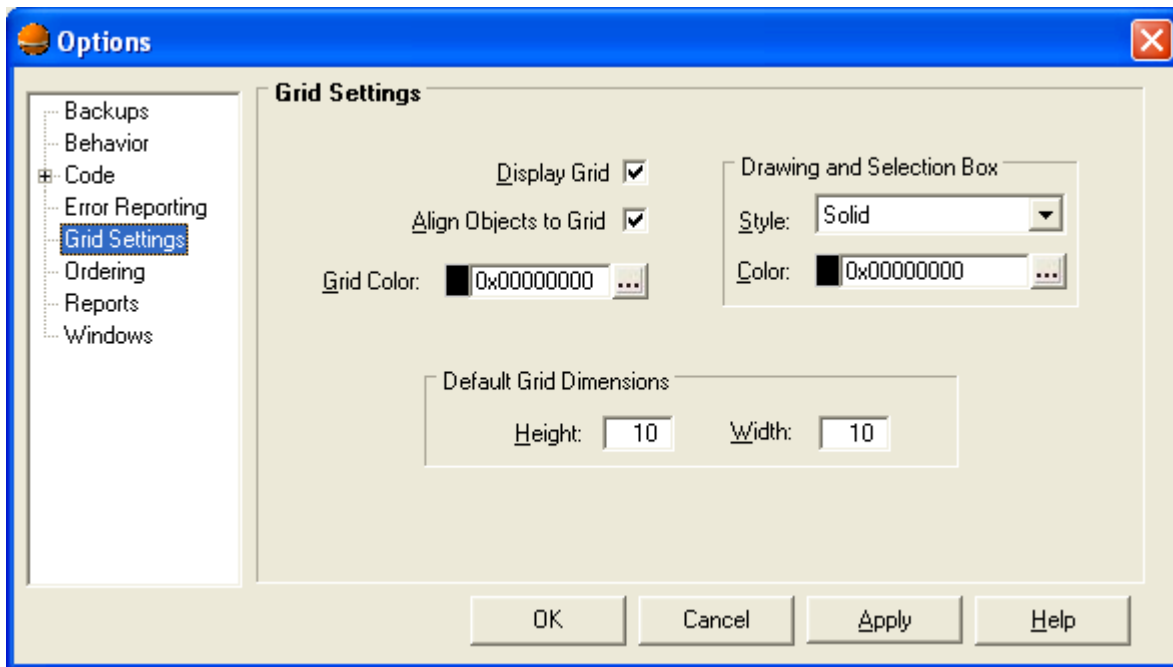 Options
Backups
Behavior
Code
Error Reporting
Grid Settings
Ordering
Reports
Windows
Grid Settings
Display Grid
Align Objects to Grid
Grid Color: 0x00000000 ...
Drawing and Selection Box
Style: Solid
Color: 0x00000000 ...
Default Grid Dimensions
Height: 10 Width: 10
OK Cancel Apply Help